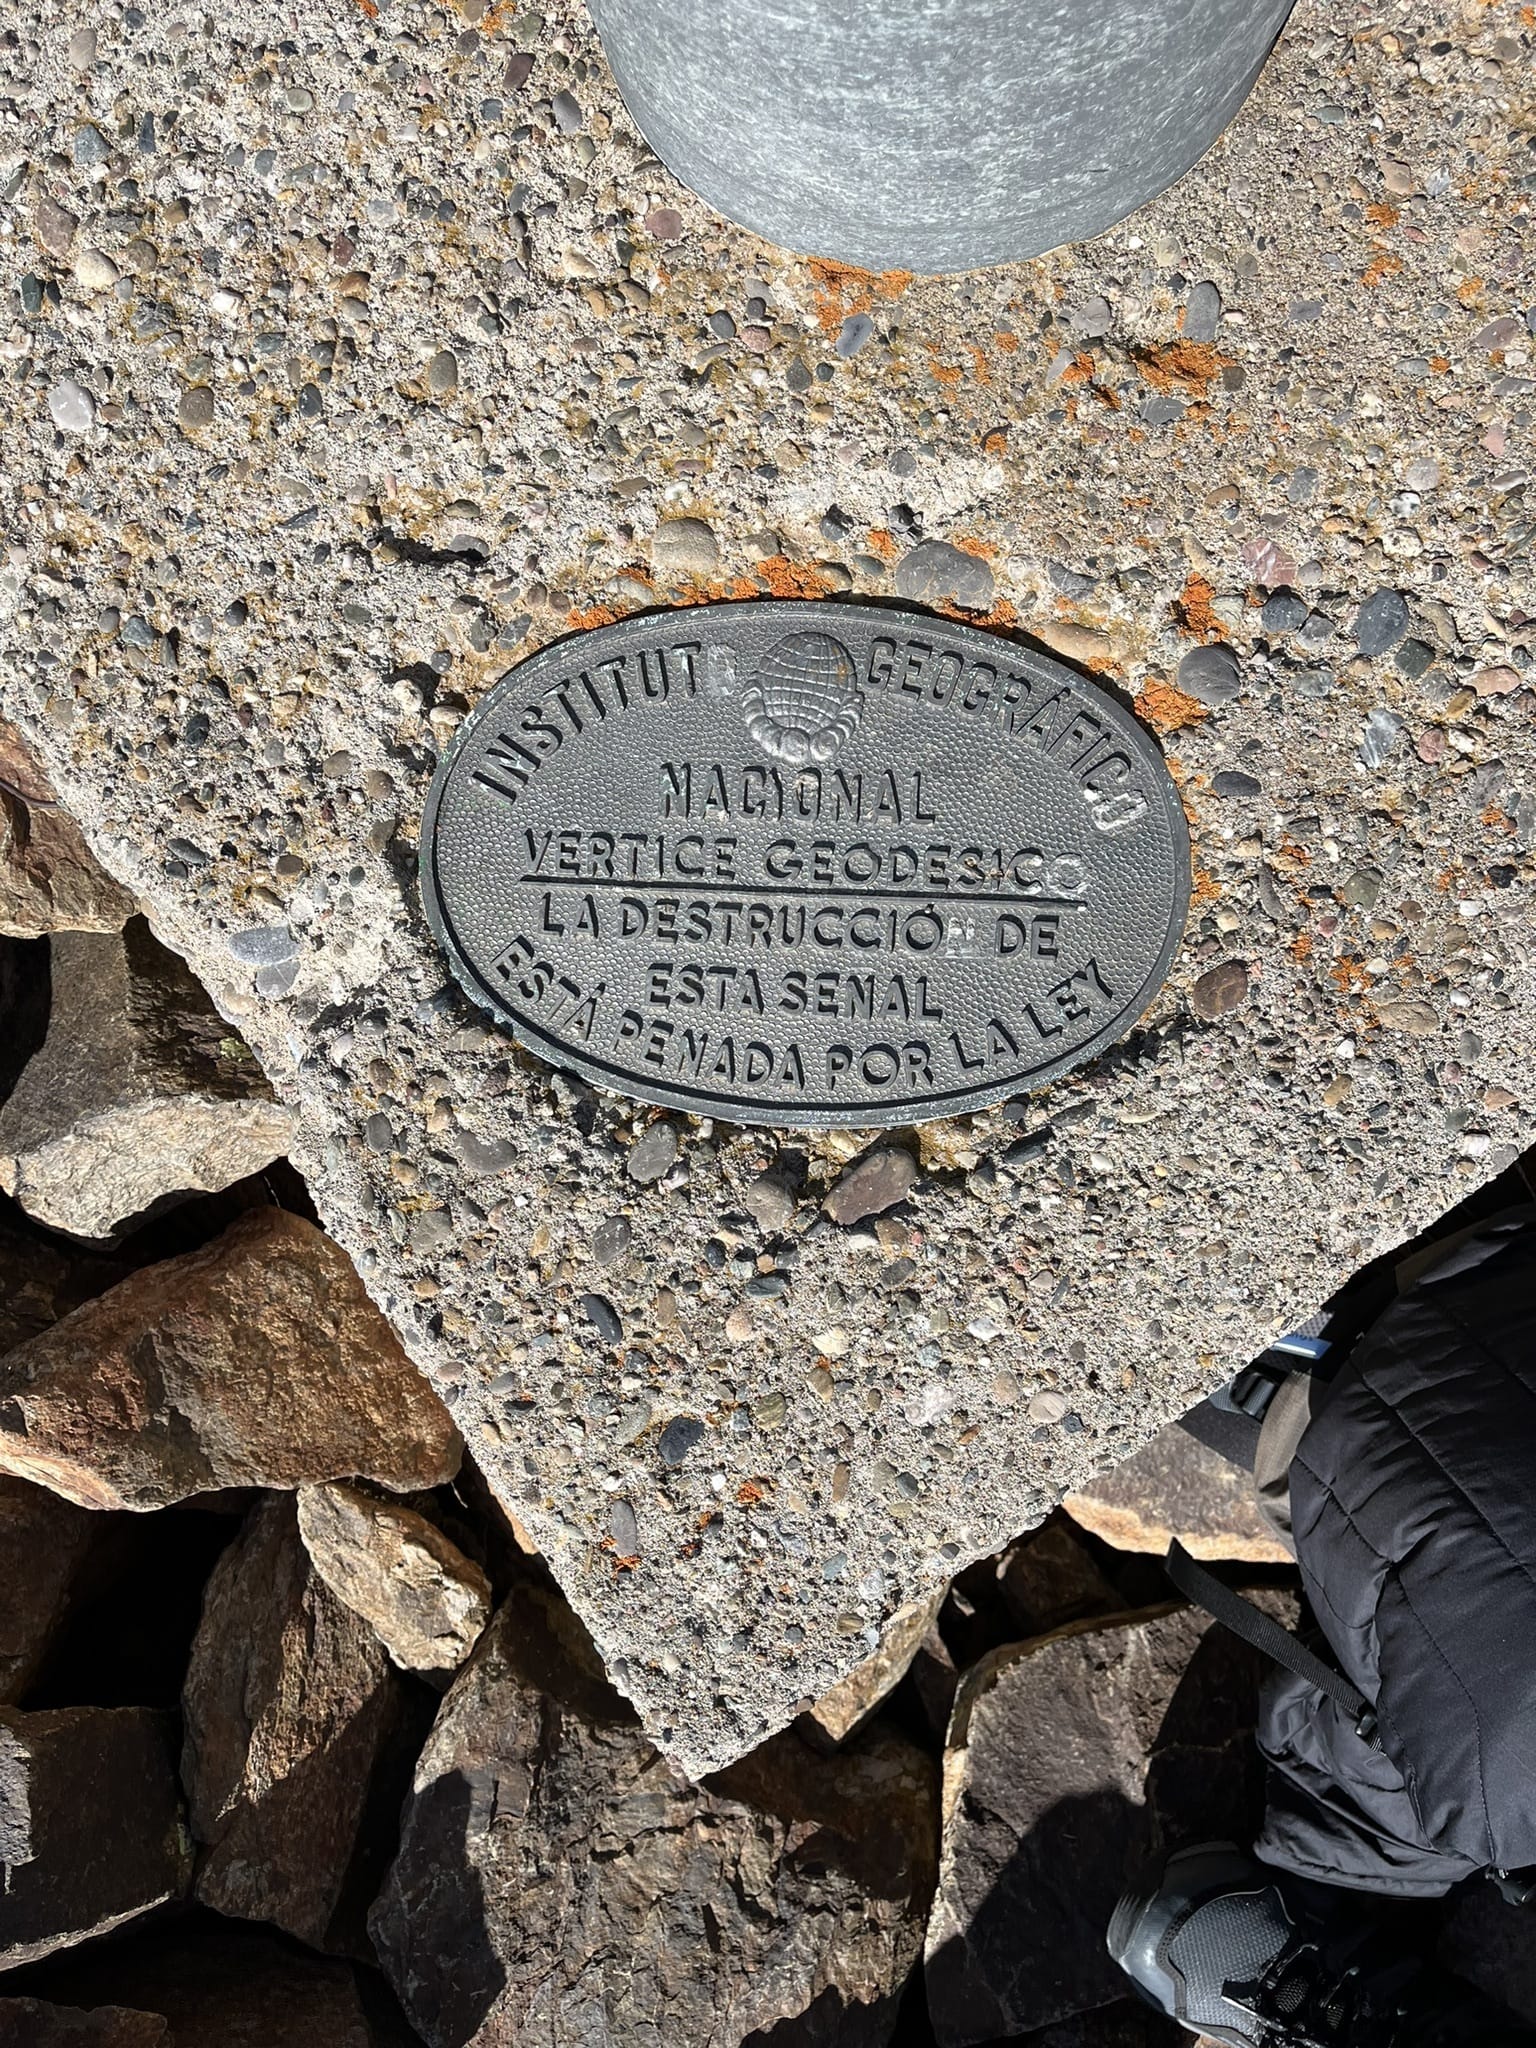 INSTITUTO GEOGRÁFICO
NACIONAL
VERTICE GEODESICO
LA DESTRUCCIÓN DE
ESTA SEÑAL
ESTÁ PENADA POR LA LEY